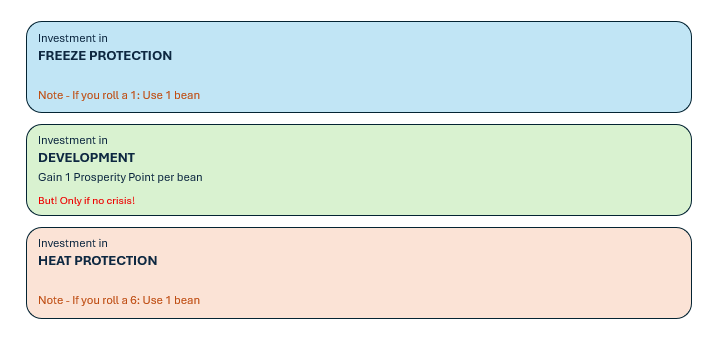 Investment in
FREEZE PROTECTION
Note - If you roll a 1: Use 1 bean
Investment in
DEVELOPMENT
Gain 1 Prosperity Point per bean
But! Only if no crisis!
Investment in
HEAT PROTECTION
Note - If you roll a 6: Use 1 bean